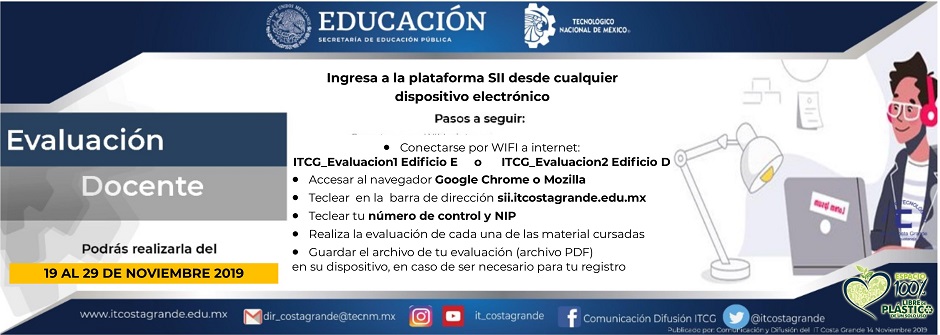 EDUCACIÓN
SECRETARÍA DE EDUCACIÓN PÚBLICA
TECNOLÓGICO
NACIONAL DE MÉXICO
Ingresa a la plataforma SII desde cualquier
dispositivo electrónico
Pasos a seguir:
Evaluación
Docente
Podrás realizarla del
19 AL 29 DE NOVIEMBRE 2019
• Conectarse por WIFI a internet:
ITCG_Evaluacion1 Edificio E o ITCG_Evaluacion2 Edificio D
• Accesar al navegador Google Chrome o Mozilla
• Teclear en la barra de dirección sii.itcostagrande.edu.mx
• Teclear tu número de control y NIP
• Realiza la evaluación de cada una de las material cursadas
• Guardar el archivo de tu evaluación (archivo PDF)
en su dispositivo, en caso de ser necesario para tu registro
ESPACIO
100%
LIBRE DE
PLÁSTICO
DE UN SOLO USO
www.itcostagrande.edu.mx
dir_costagrande@tecnm.mx
it_costagrande
Comunicación Difusión ITCG
@itcostagrande
Publicado por: Comunicación y Difusión del IT Costa Grande 14 Noviembre 2019